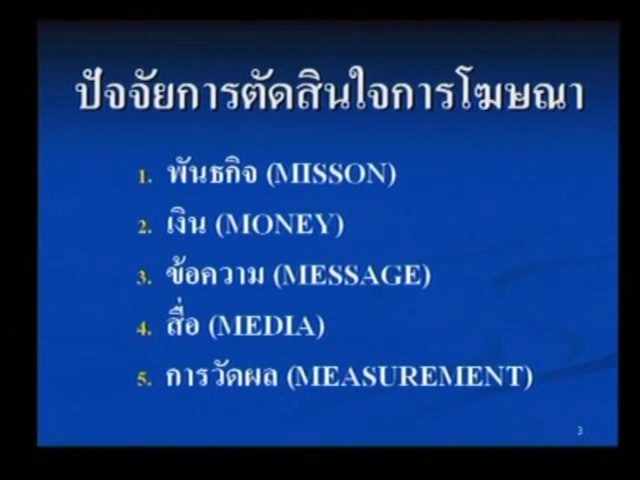 ปัจจัยการตัดสินใจการโฆษณา
1. พันธกิจ (MISSON)
2. เงิน (MONEY)
3. ข้อความ (MESSAGE)
4. สื่อ (MEDIA)
5. การวัดผล (MEASUREMENT)
3